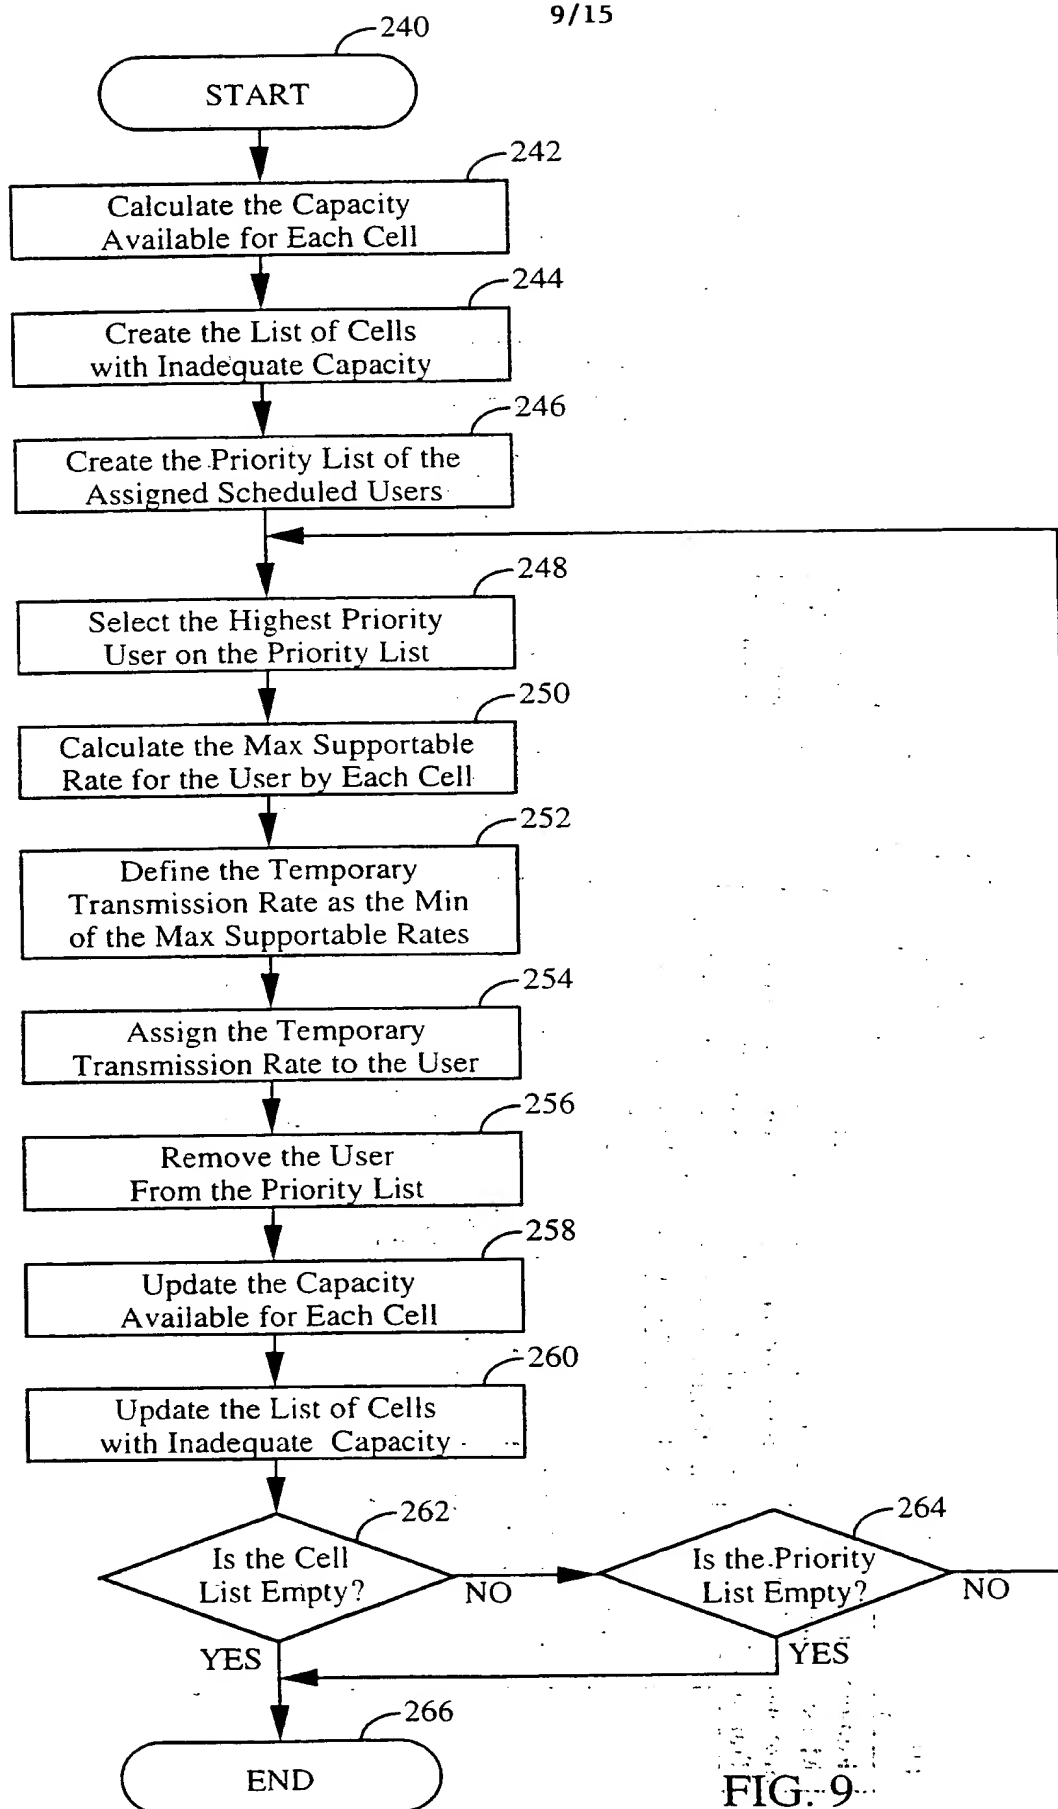 9/15
240
START
242
Calculate the Capacity
Available for Each Cell
244
Create the List of Cells
with Inadequate Capacity
246
Create the Priority List of the
Assigned Scheduled Users
248
Select the Highest Priority
User on the Priority List
250
Calculate the Max Supportable
Rate for the User by Each Cell
252
Define the Temporary
Transmission Rate as the Min
of the Max Supportable Rates
254
Assign the Temporary
Transmission Rate to the User
256
Remove the User
From the Priority List
258
Update the Capacity
Available for Each Cell
260
Update the List of Cells
with Inadequate Capacity
262
Is the Cell
List Empty?
NO
YES
264
Is the Priority
List Empty?
NO
YES
266
END
FIG. 9